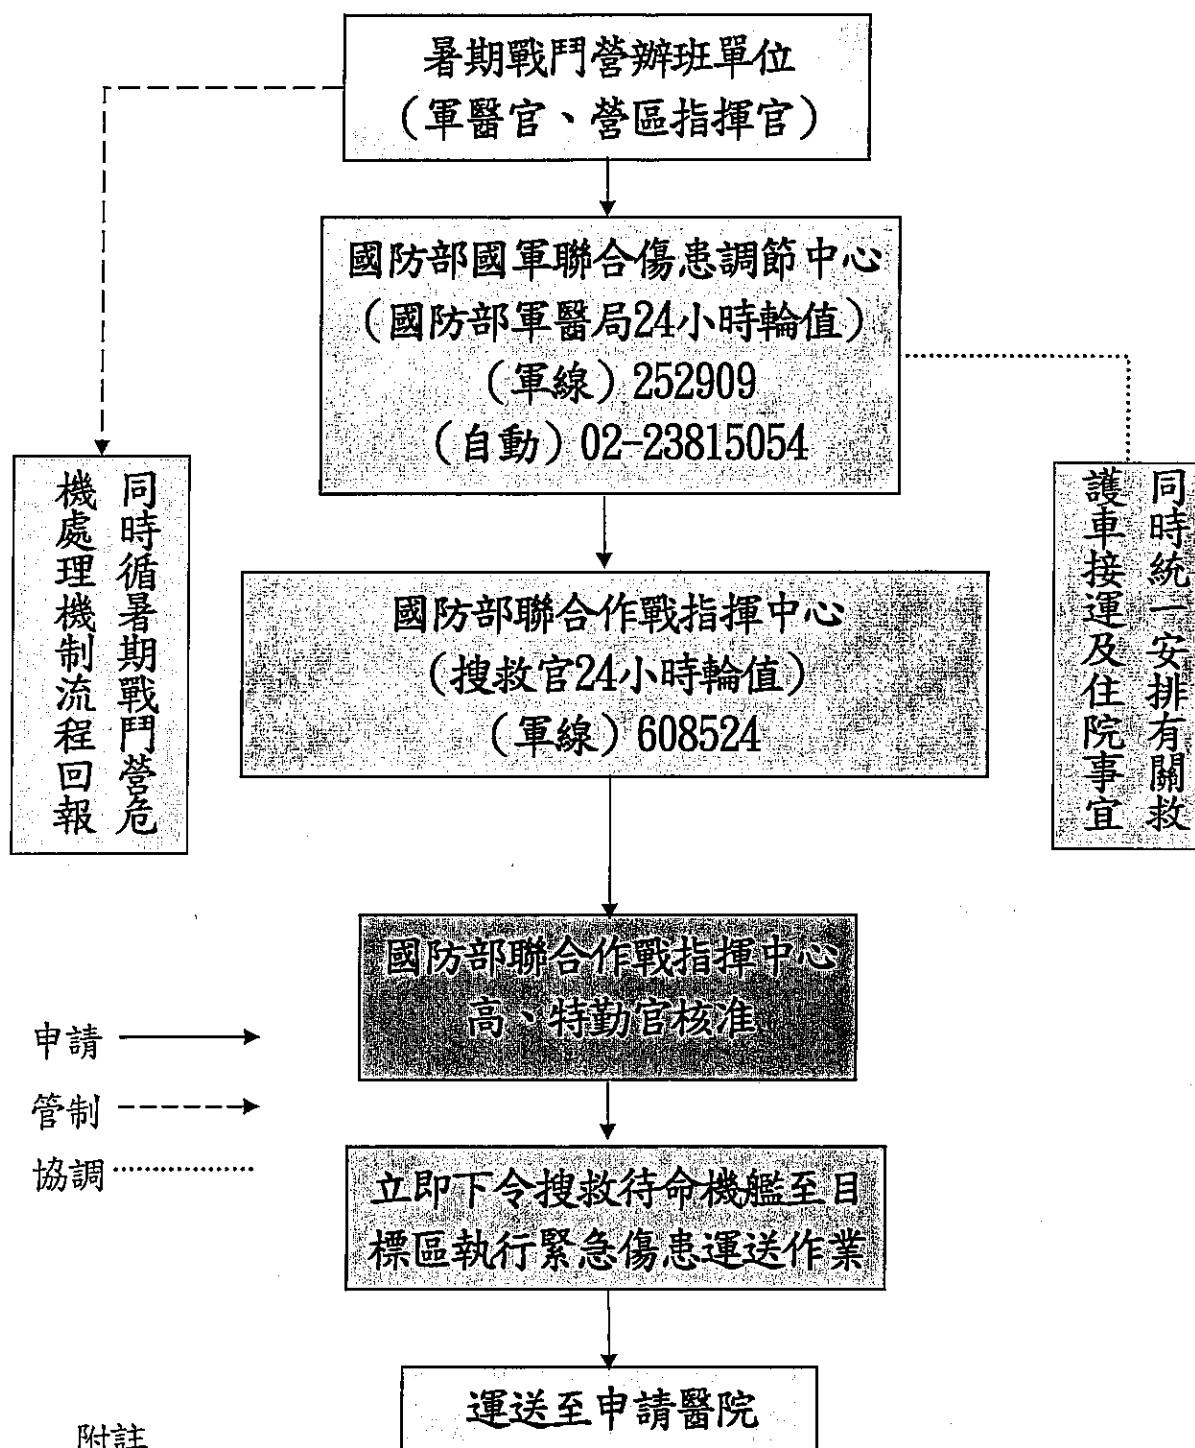 暑期戰鬥營辦班單位
（軍醫官、營區指揮官）
國防部國軍聯合傷患調節中心
（國防部軍醫局24小時輪值）
（軍線）252909
（自動）02-23815054
同時循暑期戰鬥營危
機處理機制流程回報
同時統一安排有關救
護車接運及住院事宜
國防部聯合作戰指揮中心
（搜救官24小時輪值）
（軍線）608524
國防部聯合作戰指揮中心
高、特勤官核准
申請
管制
協調
立即下令搜救待命機艦至目
標區執行緊急傷患運送作業
運送至申請醫院
附註